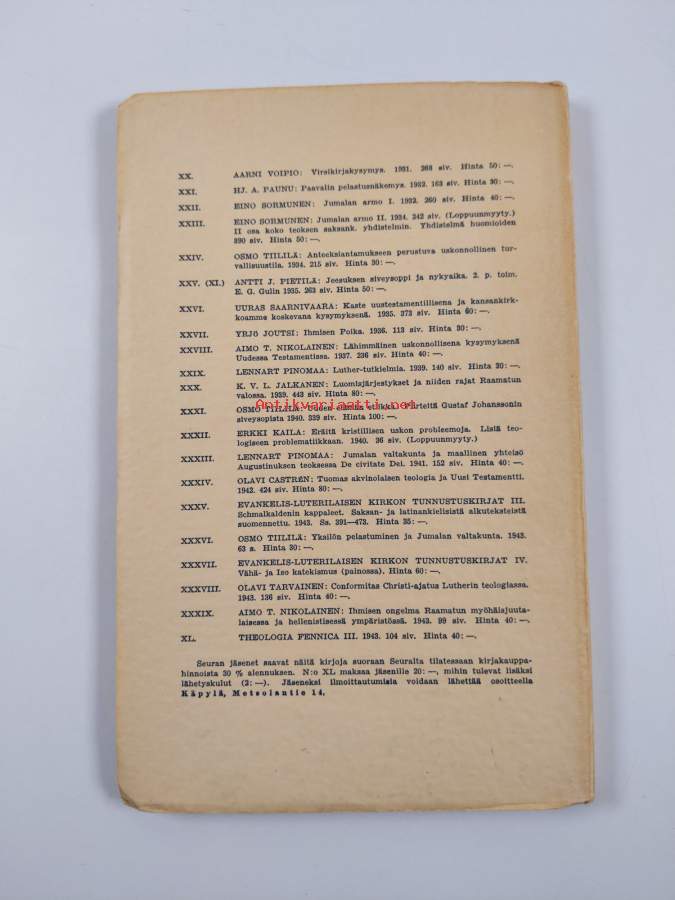 XX. AARNI VOIPIO: Virsikirjakysymys. 1931. 268 siv. Hinta 50: —.
XXI. HJ. A. PAUNU: Paavalin pelastusnäkemys. 1932. 163 siv. Hinta 30: —.
XXII. EINO SORMUNEN: Jumalan armo I. 1932. 260 siv. Hinta 40: —.
XXIII. EINO SORMUNEN: Jumalan armo II. 1934. 242 siv. (Loppuunmyyty.)
II osa koko teoksen saksank. yhdistelmin. Yhdistelmä huomioiden
390 siv. Hinta 50: —.
XXIV. OSMO TIILILÄ: Anteeksiantamukseen perustuva uskonnollinen tur-
vallisuustila. 1934. 215 siv. Hinta 30: —.
XXV. (XI.) ANTTI J. PIETILÄ: Jeesuksen siveysoppi ja nykyaika. 2. p. toim.
E. G. Gulin 1935. 263 siv. Hinta 50: —.
XXVI. UURAS SAARNIVAARA: Kaste uustestamentillisena ja kansankirk-
koamme koskevana kysymyksenä. 1935. 373 siv. Hinta 60: —.
XXVII. YRJÖ JOUTSI: Ihmisen Poika. 1936. 113 siv. Hinta 30: —.
XXVIII. AIMO T. NIKOLAINEN: Lähimmäinen uskonnollisena kysymyksenä
Uudessa Testamentissa. 1937. 236 siv. Hinta 40: —.
XXIX. LENNART PINOMAA: Luther-tutkielmia. 1939. 140 siv. Hinta 30: —.
XXX. K. V. L. JALKANEN: Luomisjärjestykset ja niiden rajat Raamatun
valossa. 1939. 443 siv. Hinta 80: —.
Antikvariaatti.net
XXXI. OSMO TIILILÄ: Uuden elämän etiikka. Piirteitä Gustaf Johanssonin
siveysopista 1940. 339 siv. Hinta 100: —.
XXXII. ERKKI KAILA: Eräitä kristillisen uskon probleemoja. Lisiä teo-
logiseen problematiikkaan. 1940. 36 siv. (Loppuunmyyty.)
XXXIII. LENNART PINOMAA: Jumalan valtakunta ja maallinen yhteisö
Augustinuksen teoksessa De civitate Dei. 1941. 152 siv. Hinta 40: —.
XXXIV. OLAVI CASTRÉN: Tuomas akvinolaisen teologia ja Uusi Testamentti.
1942. 424 siv. Hinta 80: —.
XXXV. EVANKELIS-LUTERILAISEN KIRKON TUNNUSTUSKIRJAT III.
Schmalkaldenin kappaleet. Saksan- ja latinankielisistä alkuteksteistä
suomennettu. 1943. Ss. 391—473. Hinta 35: —.
XXXVI. OSMO TIILILÄ: Yksilön pelastuminen ja Jumalan valtakunta. 1943.
63 s. Hinta 30: —.
XXXVII. EVANKELIS-LUTERILAISEN KIRKON TUNNUSTUSKIRJAT IV.
Vähä- ja Iso katekismus (painossa). Hinta 60: —.
XXXVIII. OLAVI TARVAINEN: Conformitas Christi-ajatus Lutherin teologiassa.
1943. 136 siv. Hinta 40: —.
XXXIX. AIMO T. NIKOLAINEN: Ihmisen ongelma Raamatun myöhäisjuuta-
laisessa ja hellenistisessä ympäristössä. 1943. 99 siv. Hinta 40: —.
XL. THEOLOGIA FENNICA III. 1943. 104 siv. Hinta 40: —.
Seuran jäsenet saavat näitä kirjoja suoraan Seuralta tilatessaan kirjakauppa-
hinnoista 30 % alennuksen. N:o XL maksaa jäsenille 20: —, mihin tulevat lisäksi
lähetyskulut (2: —). Jäseneksi ilmoittautumisia voidaan lähettää osoitteella
Käpylä, Metsolantie 14.